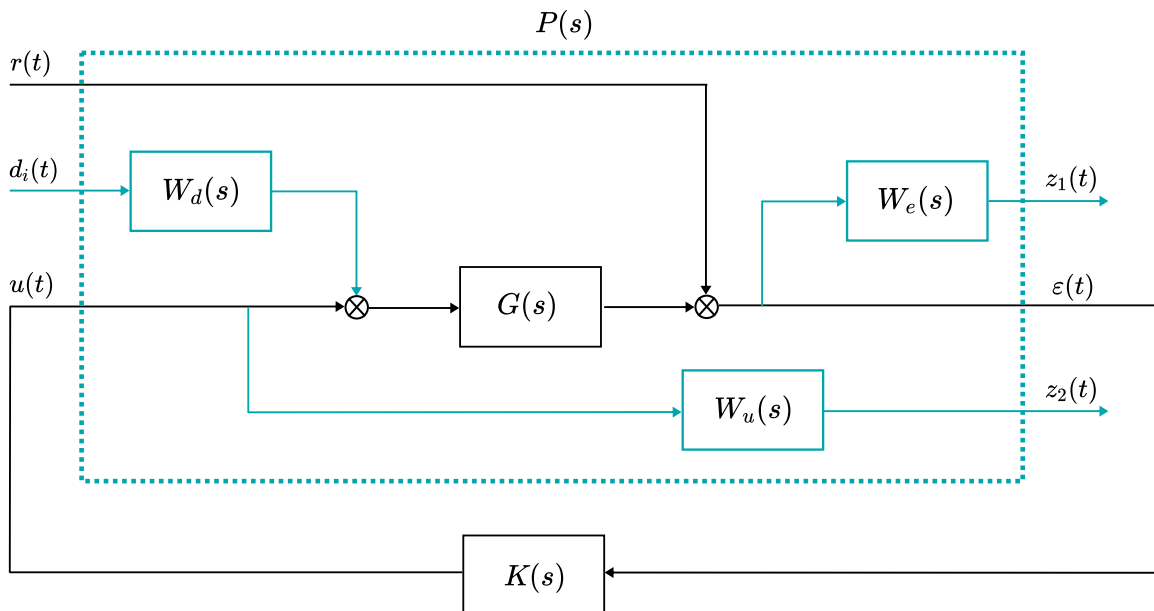 P(s)
r(t)
d_i(t)
W_d(s)
W_e(s)
z_1(t)
u(t)
G(s)
ε(t)
W_u(s)
z_2(t)
K(s)